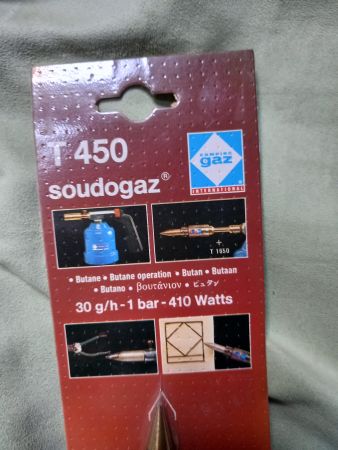 T 450
soudogaz®
CAMPING
gaz
INTERNATIONAL
+
T 1650
• Butane • Butane operation • Butan • Butaan
• Butano • βουτάνιον • ビュタン
30 g/h - 1 bar - 410 Watts